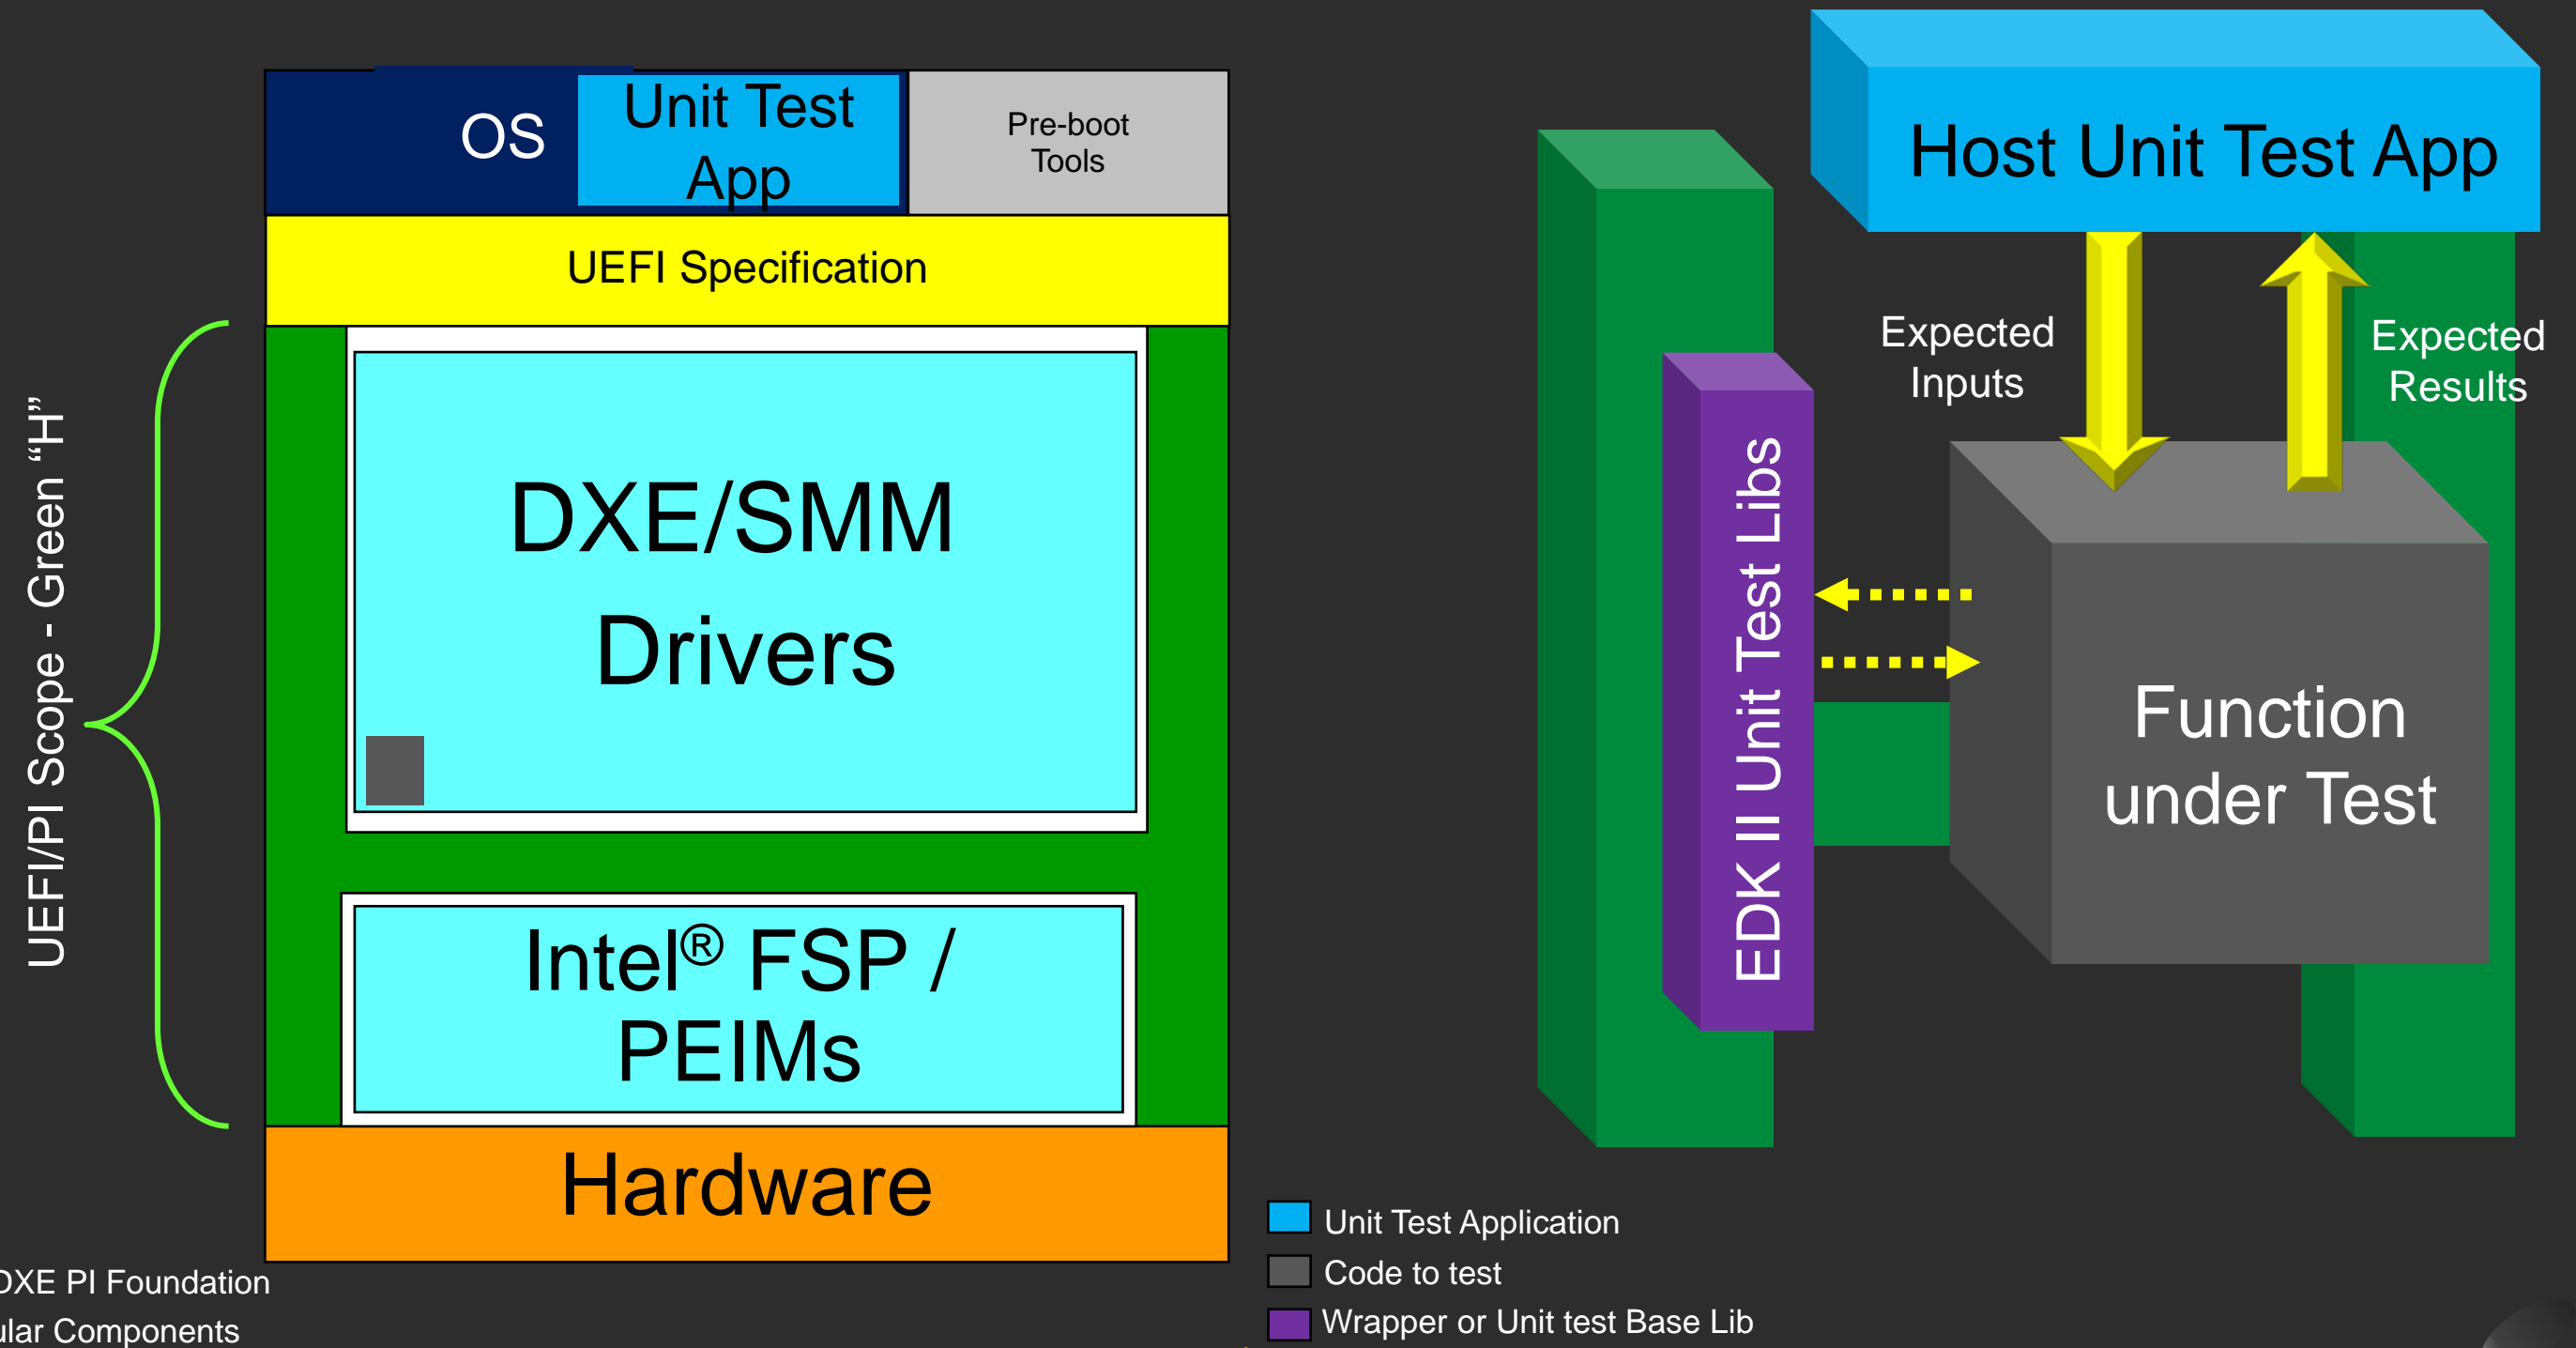 OS
Unit Test
App
Pre-boot
Tools
UEFI Specification
UEFI/PI Scope - Green “H”
DXE/SMM
Drivers
Intel® FSP /
PEIMs
Hardware
DXE PI Foundation
Components
Host Unit Test App
Expected
Inputs
Expected
Results
EDK II Unit Test Libs
Function
under Test
Unit Test Application
Code to test
Wrapper or Unit test Base Lib